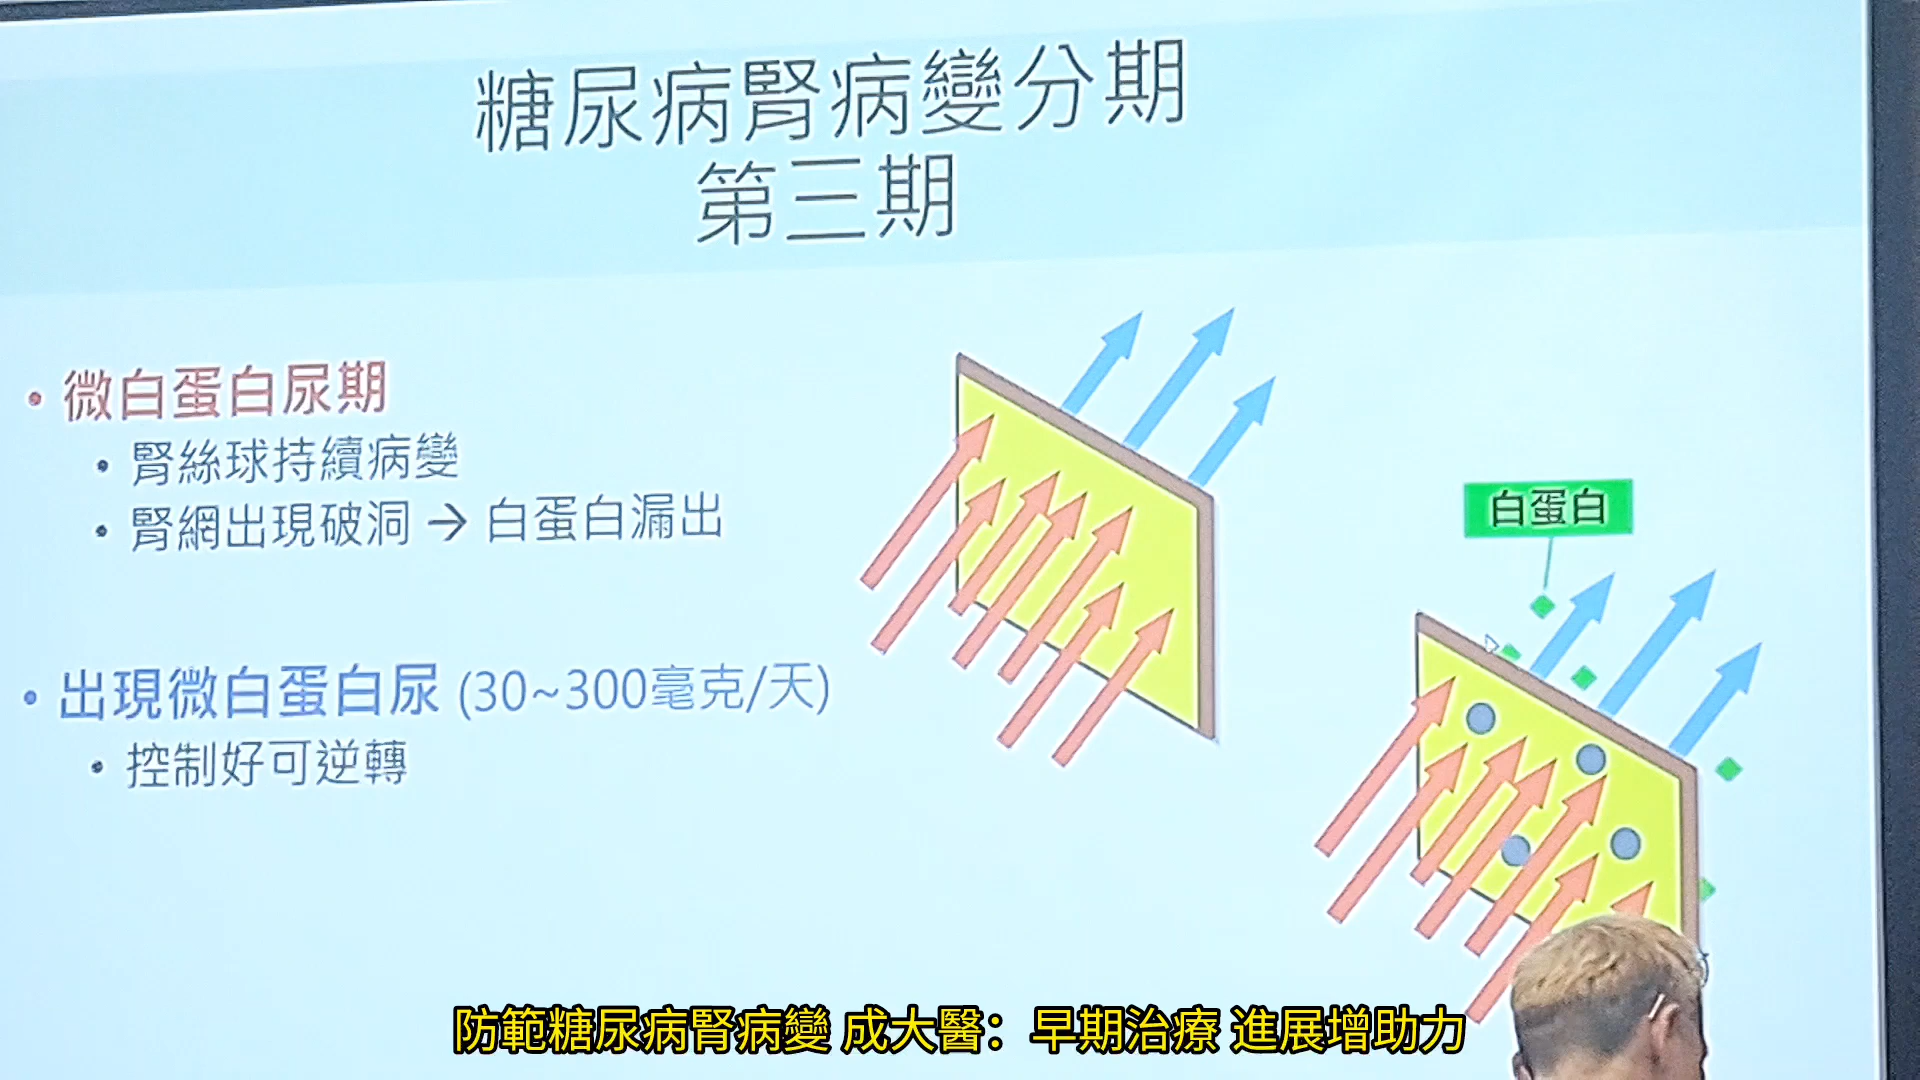 糖尿病腎病變分期
第三期
• 微白蛋白尿期
• 腎絲球持續病變
• 腎網出現破洞 → 白蛋白漏出
• 出現微白蛋白尿 (30~300毫克/天)
• 控制好可逆轉
白蛋白
防範糖尿病腎病變 成大醫：早期治療 進展增助力